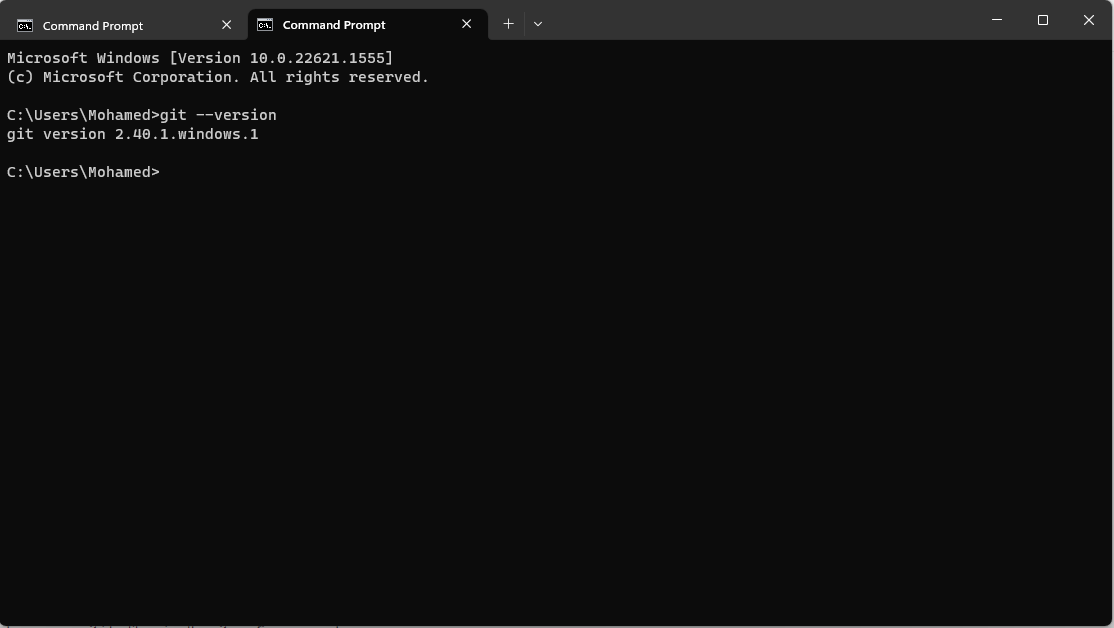 Command Prompt
Command Prompt
Microsoft Windows [Version 10.0.22621.1555]
(c) Microsoft Corporation. All rights reserved.
C:\Users\Mohamed>git --version
git version 2.40.1.windows.1
C:\Users\Mohamed>